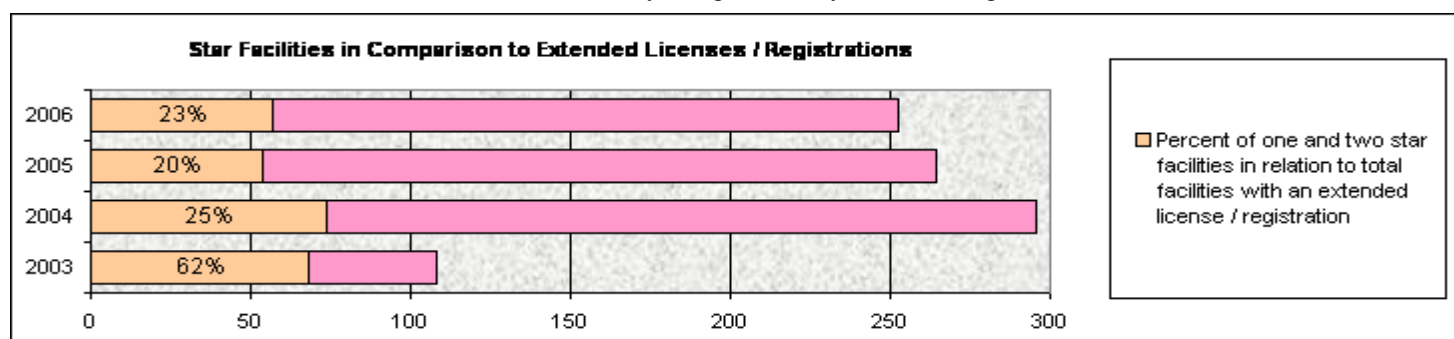 Star Facilities in Comparison to Extended Licenses / Registrations
2006
23%
2005
20%
2004
25%
2003
62%
0 50 100 150 200 250 300
Percent of one and two star
facilities in relation to total
facilities with an extended
license / registration